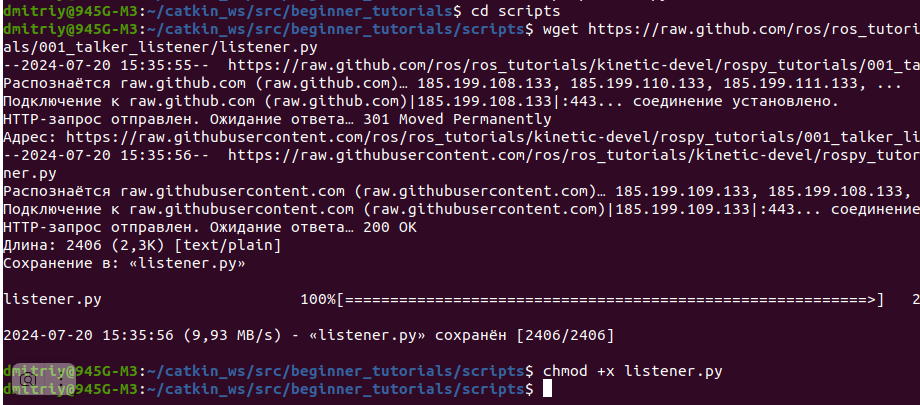 dmitriy@945G-M3:~/catkin_ws/src/beginner_tutorials$ cd scripts
dmitriy@945G-M3:~/catkin_ws/src/beginner_tutorials/scripts$ wget https://raw.github.com/ros/ros_tutori
als/001_talker_listener/listener.py
--2024-07-20 15:35:55--  https://raw.github.com/ros/ros_tutorials/kinetic-devel/rospy_tutorials/001_ta
Распознаётся raw.github.com (raw.github.com)… 185.199.108.133, 185.199.110.133, 185.199.111.133, ...
Подключение к raw.github.com (raw.github.com)|185.199.108.133|:443... соединение установлено.
HTTP-запрос отправлен. Ожидание ответа… 301 Moved Permanently
Адрес: https://raw.githubusercontent.com/ros/ros_tutorials/kinetic-devel/rospy_tutorials/001_talker_li
--2024-07-20 15:35:56--  https://raw.githubusercontent.com/ros/ros_tutorials/kinetic-devel/rospy_tutor
ner.py
Распознаётся raw.githubusercontent.com (raw.githubusercontent.com)… 185.199.109.133, 185.199.108.133,
Подключение к raw.githubusercontent.com (raw.githubusercontent.com)|185.199.109.133|:443... соединение
HTTP-запрос отправлен. Ожидание ответа… 200 OK
Длина: 2406 (2,3K) [text/plain]
Сохранение в: «listener.py»
listener.py 100%[==========================================================>] 2
2024-07-20 15:35:56 (9,93 MB/s) - «listener.py» сохранён [2406/2406]
dmitriy@945G-M3:~/catkin_ws/src/beginner_tutorials/scripts$ chmod +x listener.py
dmitriy@945G-M3:~/catkin_ws/src/beginner_tutorials/scripts$